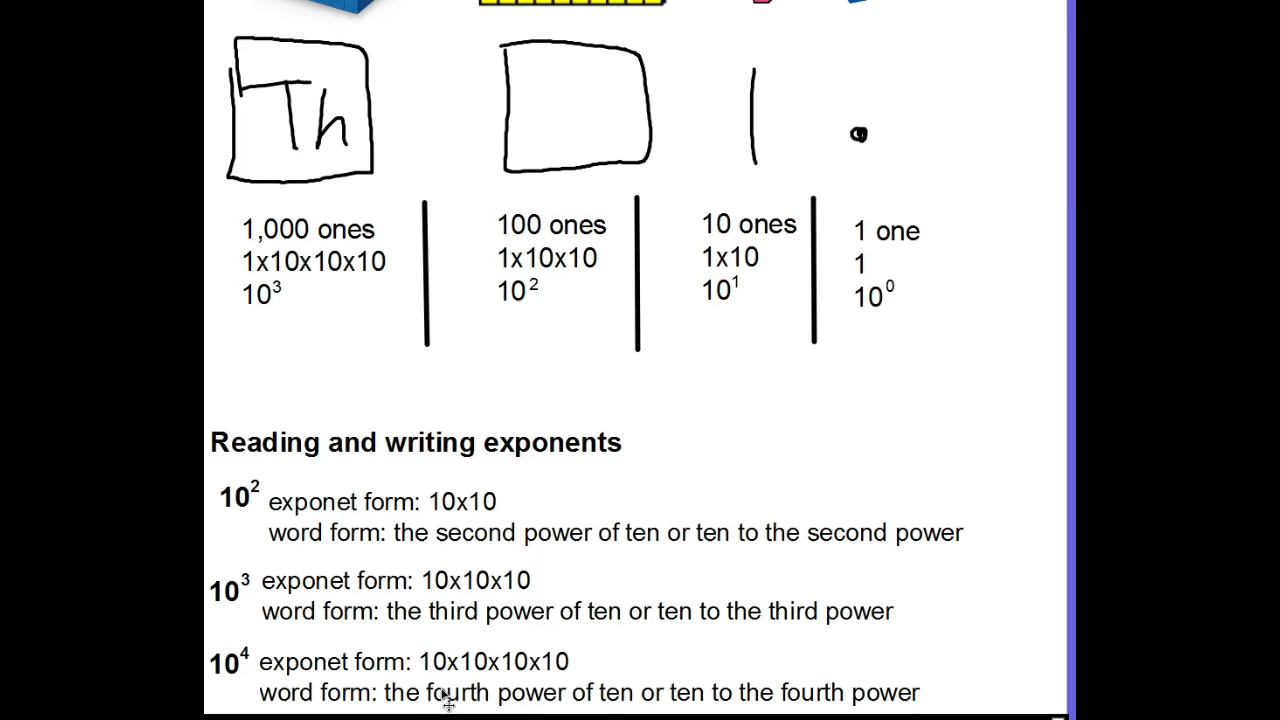 Th
1,000 ones 100 ones 10 ones 1 one
1x10x10x10 1x10x10 1x10 1
10³ 10² 10¹ 10⁰
Reading and writing exponents
10² exponet form: 10x10
word form: the second power of ten or ten to the second power
10³ exponet form: 10x10x10
word form: the third power of ten or ten to the third power
10⁴ exponet form: 10x10x10x10
word form: the fourth power of ten or ten to the fourth power